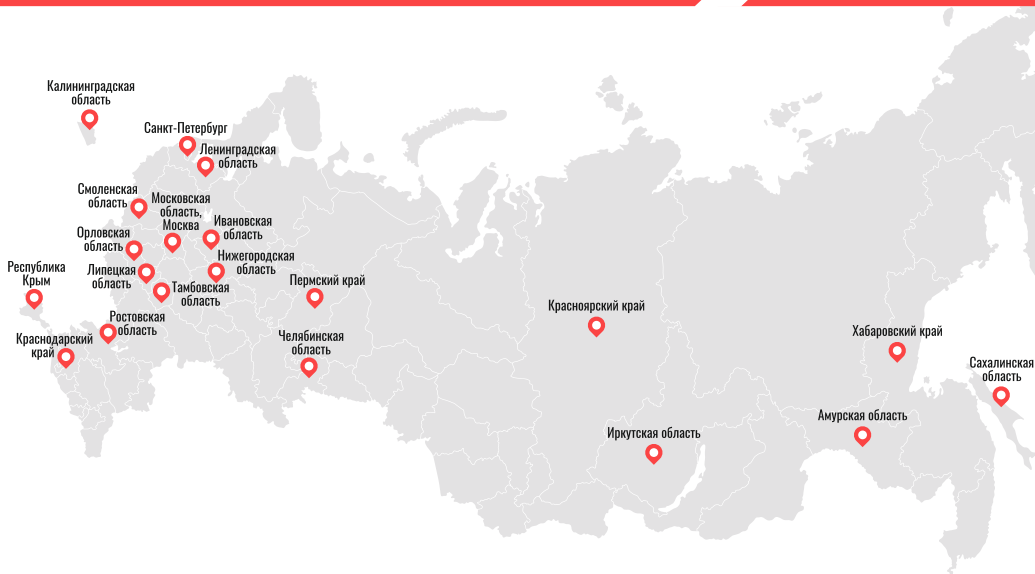 Калининградская
область
Санкт-Петербург
Ленинградская
область
Смоленская
область
Московская
область,
Москва
Ивановская
область
Орловская
область
Нижегородская
область
Липецкая
область
Республика
Крым
Тамбовская
область
Пермский край
Ростовская
область
Краснодарский
край
Челябинская
область
Красноярский край
Хабаровский край
Сахалинская
область
Амурская область
Иркутская область